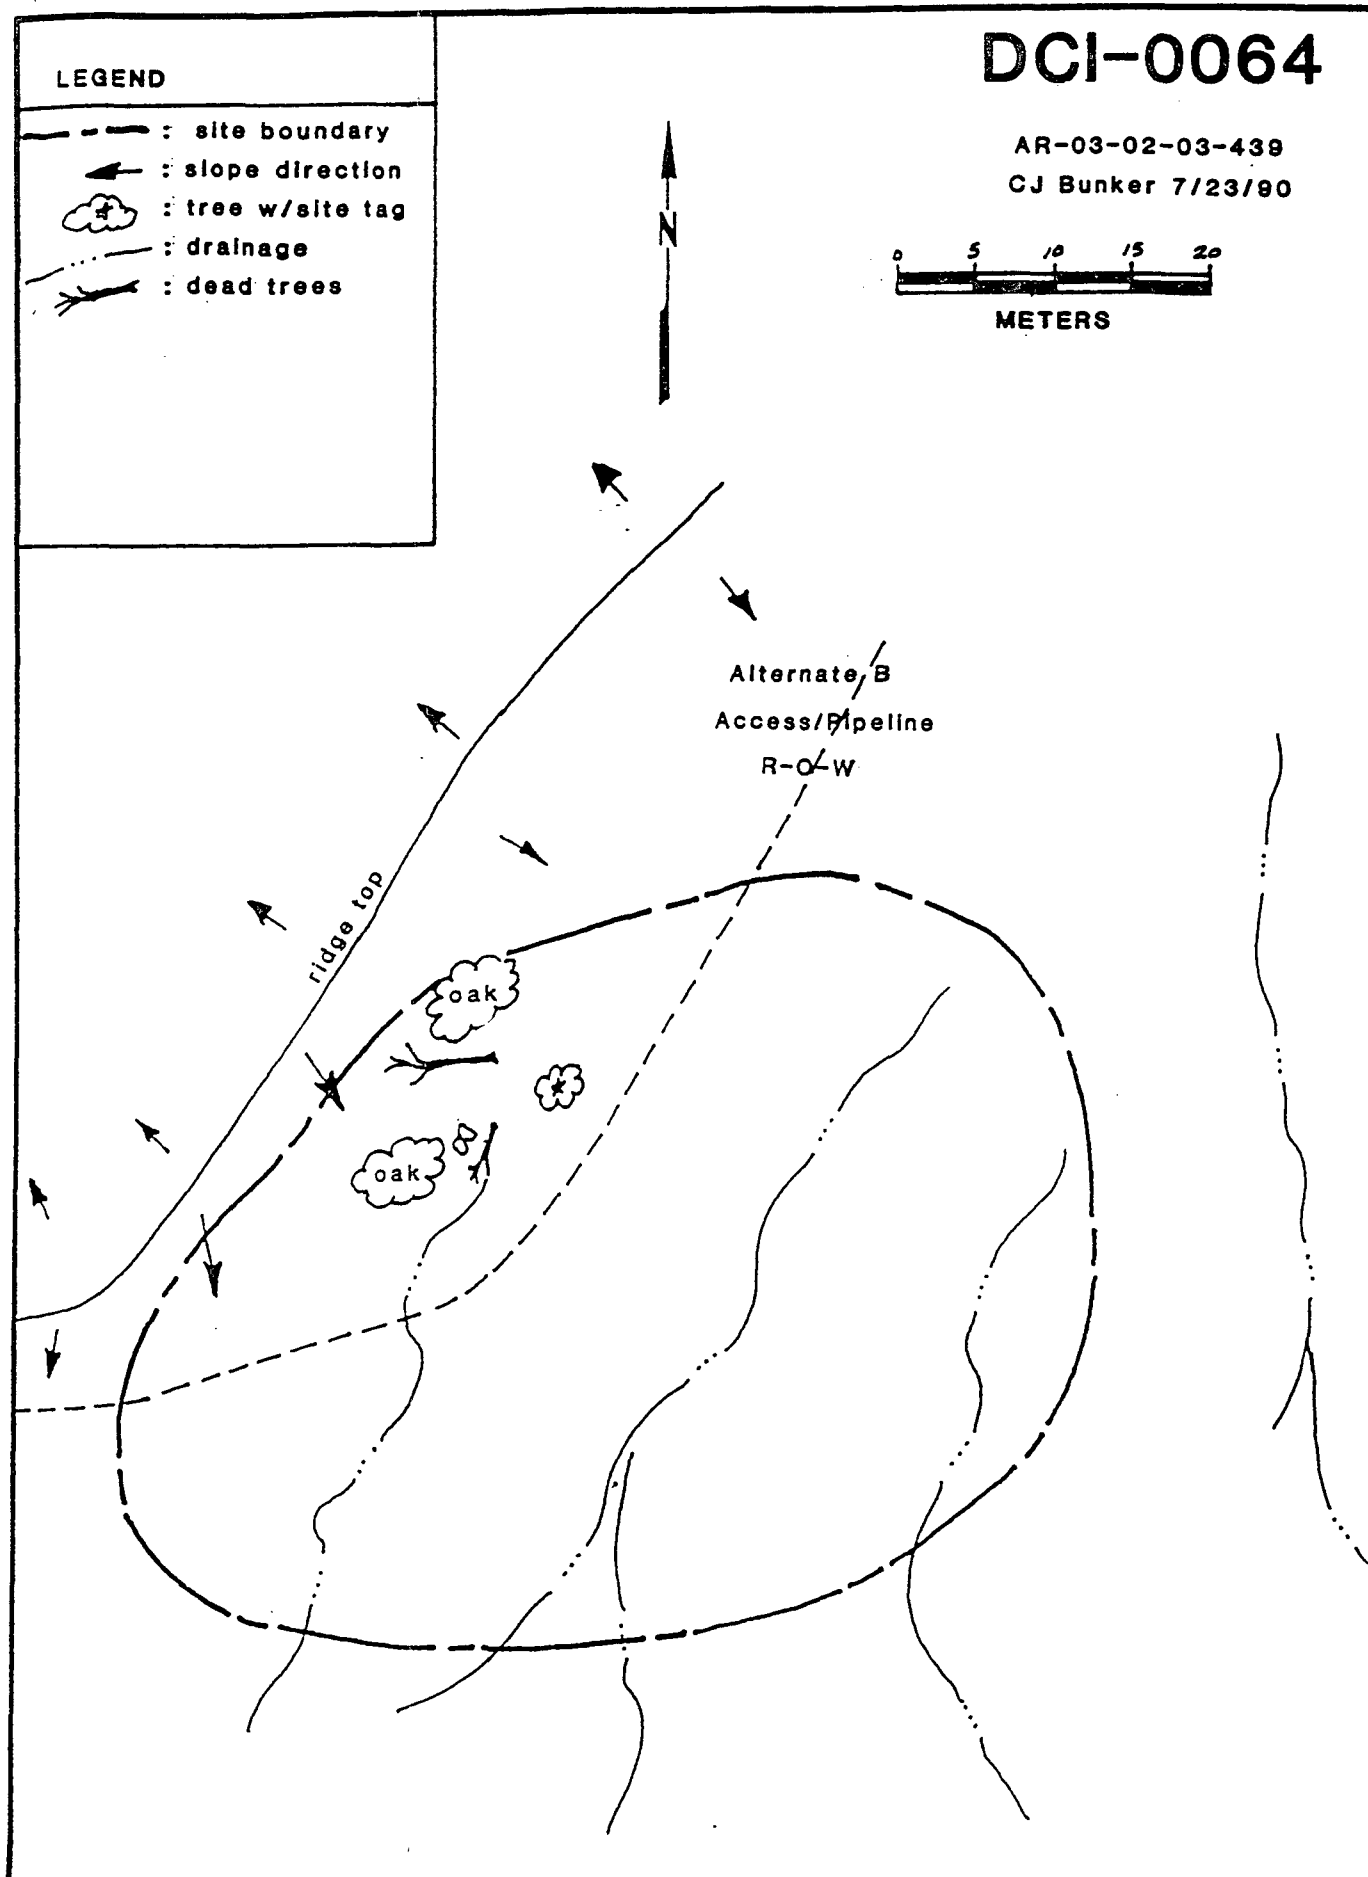 DCI-0064
AR-03-02-03-439
CJ Bunker 7/23/90
0 5 10 15 20
METERS
LEGEND
: site boundary
: slope direction
: tree w/site tag
: drainage
: dead trees
N
Alternate B
Access/Pipeline
R-O-W
ridge top
oak
oak